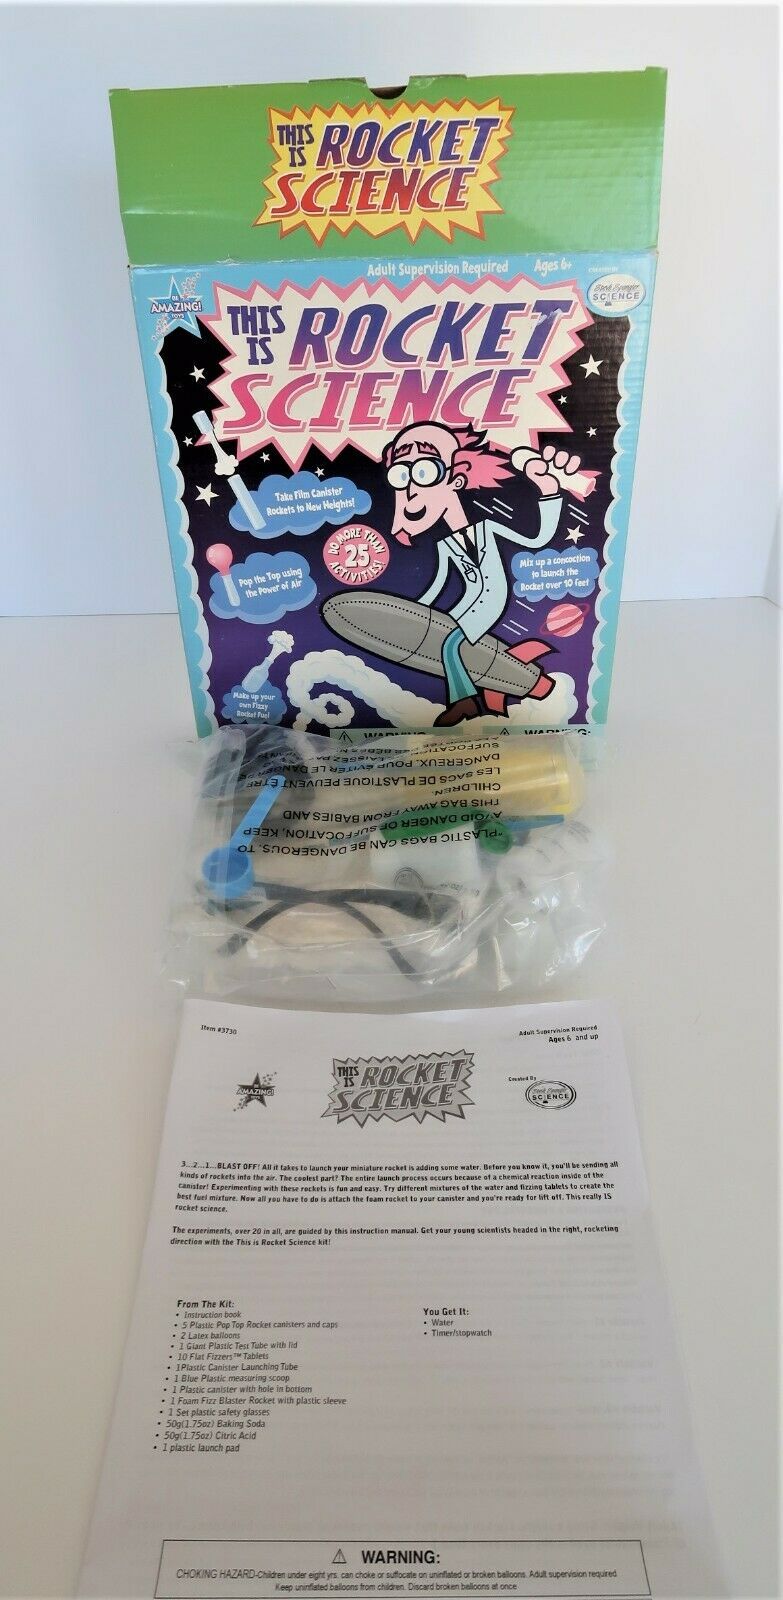 THIS IS ROCKET SCIENCE
Adult Supervision Required Ages 6+ CREATED BY
BE AMAZING! TOYS
Steve Spangler SCIENCE
THIS IS ROCKET SCIENCE
Take Film Canister
Rockets to New Heights!
DO MORE THAN 25 ACTIVITIES!
Pop the Top using
the Power of Air
Mix up a concoction
to launch the
Rocket over 10 feet
Make up your
own Fizzy
Rocket Fuel
WARNING
"PLASTIC BAGS CAN BE DANGEROUS. TO
AVOID DANGER OF SUFFOCATION, KEEP
THIS BAG AWAY FROM BABIES AND
CHILDREN.
LES SACS DE PLASTIQUE PEUVENT ÊTRE
DANGEREUX. POUR ÉVITER LE DANGER DE
SUFFOCATION, LAISSEZ
Item #3730
Adult Supervision Required
Ages 6 and up
BE AMAZING! TOYS
THIS IS ROCKET SCIENCE
Created By
Steve Spangler SCIENCE
3...2...1...BLAST OFF! All it takes to launch your miniature rocket is adding some water. Before you know it, you'll be sending all
kinds of rockets into the air. The coolest part? The entire launch process occurs because of a chemical reaction inside of the
canister! Experimenting with these rockets is fun and easy. Try different mixtures of the water and fizzing tablets to create the
best fuel mixture. Now all you have to do is attach the foam rocket to your canister and you're ready for lift off. This really IS
rocket science.
The experiments, over 20 in all, are guided by this instruction manual. Get your young scientists headed in the right, rocketing
direction with the This is Rocket Science kit!
From The Kit:
• Instruction book
• 5 Plastic Pop Top Rocket canisters and caps
• 2 Latex balloons
• 1 Giant Plastic Test Tube with lid
• 10 Flat Fizzers™ Tablets
• 1Plastic Canister Launching Tube
• 1 Blue Plastic measuring scoop
• 1 Plastic canister with hole in bottom
• 1 Foam Fizz Blaster Rocket with plastic sleeve
• 1 Set plastic safety glasses
• 50g(1.75oz) Baking Soda
• 50g(1.75oz) Citric Acid
• 1 plastic launch pad
You Get It:
• Water
• Timer/stopwatch
WARNING:
CHOKING HAZARD-Children under eight yrs. can choke or suffocate on uninflated or broken balloons. Adult supervision required
Keep uninflated balloons from children. Discard broken balloons at once